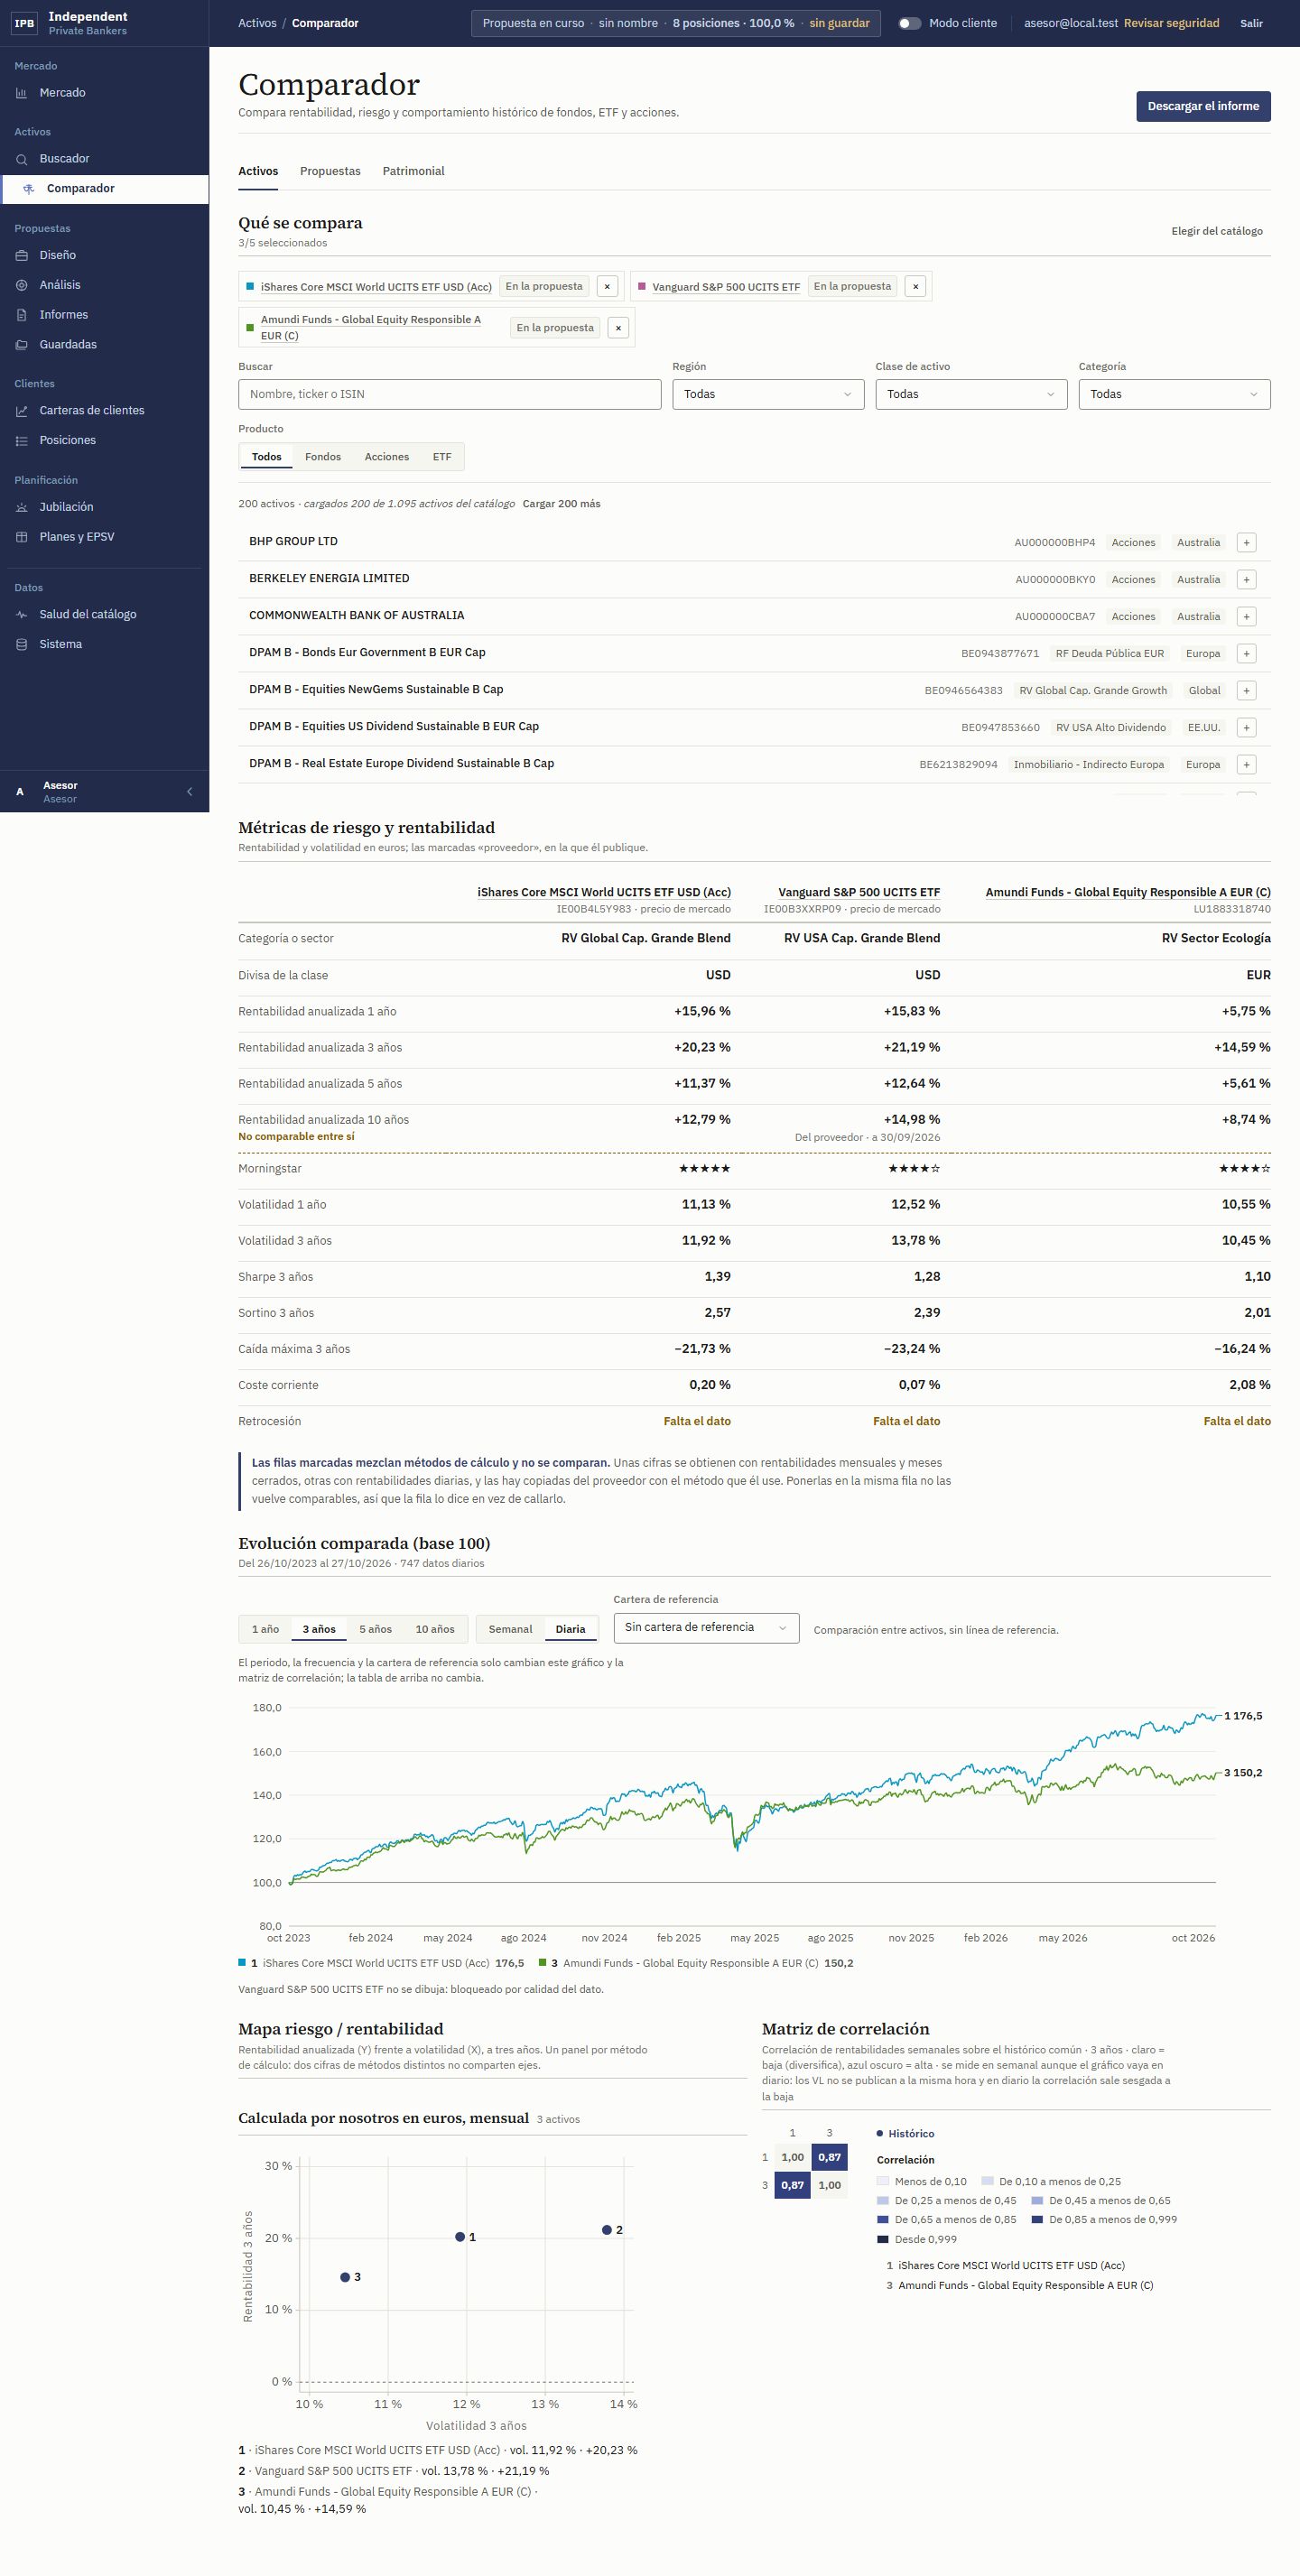 IPB
Independent
Private Bankers
Mercado
Mercado
Activos
Buscador
Comparador
Propuestas
Diseño
Análisis
Informes
Guardadas
Clientes
Carteras de clientes
Posiciones
Planificación
Jubilación
Planes y EPSV
Datos
Salud del catálogo
Sistema
A
Asesor
Asesor
Activos / Comparador
Propuesta en curso · sin nombre · 8 posiciones · 100,0 % · sin guardar
Modo cliente
asesor@local.test Revisar seguridad
Salir
Comparador
Compara rentabilidad, riesgo y comportamiento histórico de fondos, ETF y acciones.
Descargar el informe
Activos Propuestas Patrimonial
Qué se compara
3/5 seleccionados
Elegir del catálogo
iShares Core MSCI World UCITS ETF USD (Acc) En la propuesta ×
Vanguard S&P 500 UCITS ETF En la propuesta ×
Amundi Funds - Global Equity Responsible A
EUR (C)
En la propuesta ×
Buscar Región Clase de activo Categoría
Nombre, ticker o ISIN Todas Todas Todas
Producto
Todos Fondos Acciones ETF
200 activos · cargados 200 de 1.095 activos del catálogo Cargar 200 más
BHP GROUP LTD AU000000BHP4 Acciones Australia +
BERKELEY ENERGIA LIMITED AU000000BKY0 Acciones Australia +
COMMONWEALTH BANK OF AUSTRALIA AU000000CBA7 Acciones Australia +
DPAM B - Bonds Eur Government B EUR Cap BE0943877671 RF Deuda Pública EUR Europa +
DPAM B - Equities NewGems Sustainable B Cap BE0946564383 RV Global Cap. Grande Growth Global +
DPAM B - Equities US Dividend Sustainable B EUR Cap BE0947853660 RV USA Alto Dividendo EE.UU. +
DPAM B - Real Estate Europe Dividend Sustainable B Cap BE6213829094 Inmobiliario - Indirecto Europa Europa +
Métricas de riesgo y rentabilidad
Rentabilidad y volatilidad en euros; las marcadas «proveedor», en la que él publique.
iShares Core MSCI World UCITS ETF USD (Acc) Vanguard S&P 500 UCITS ETF Amundi Funds - Global Equity Responsible A EUR (C)
IE00B4L5Y983 · precio de mercado IE00B3XXRP09 · precio de mercado LU1883318740
Categoría o sector RV Global Cap. Grande Blend RV USA Cap. Grande Blend RV Sector Ecología
Divisa de la clase USD USD EUR
Rentabilidad anualizada 1 año +15,96 % +15,83 % +5,75 %
Rentabilidad anualizada 3 años +20,23 % +21,19 % +14,59 %
Rentabilidad anualizada 5 años +11,37 % +12,64 % +5,61 %
Rentabilidad anualizada 10 años +12,79 % +14,98 % +8,74 %
No comparable entre sí Del proveedor · a 30/09/2026
Morningstar ★★★★★ ★★★★☆ ★★★★☆
Volatilidad 1 año 11,13 % 12,52 % 10,55 %
Volatilidad 3 años 11,92 % 13,78 % 10,45 %
Sharpe 3 años 1,39 1,28 1,10
Sortino 3 años 2,57 2,39 2,01
Caída máxima 3 años −21,73 % −23,24 % −16,24 %
Coste corriente 0,20 % 0,07 % 2,08 %
Retrocesión Falta el dato Falta el dato Falta el dato
Las filas marcadas mezclan métodos de cálculo y no se comparan. Unas cifras se obtienen con rentabilidades mensuales y meses
cerrados, otras con rentabilidades diarias, y las hay copiadas del proveedor con el método que él use. Ponerlas en la misma fila no las
vuelve comparables, así que la fila lo dice en vez de callarlo.
Evolución comparada (base 100)
Del 26/10/2023 al 27/10/2026 · 747 datos diarios
Cartera de referencia
1 año 3 años 5 años 10 años Semanal Diaria Sin cartera de referencia Comparación entre activos, sin línea de referencia.
El periodo, la frecuencia y la cartera de referencia solo cambian este gráfico y la
matriz de correlación; la tabla de arriba no cambia.
180,0
1 176,5
160,0
3 150,2
140,0
120,0
100,0
80,0
oct 2023 feb 2024 may 2024 ago 2024 nov 2024 feb 2025 may 2025 ago 2025 nov 2025 feb 2026 may 2026 oct 2026
1 iShares Core MSCI World UCITS ETF USD (Acc) 176,5 3 Amundi Funds - Global Equity Responsible A EUR (C) 150,2
Vanguard S&P 500 UCITS ETF no se dibuja: bloqueado por calidad del dato.
Mapa riesgo / rentabilidad
Rentabilidad anualizada (Y) frente a volatilidad (X), a tres años. Un panel por método
de cálculo: dos cifras de métodos distintos no comparten ejes.
Calculada por nosotros en euros, mensual 3 activos
30 %
20 %
10 %
0 %
Rentabilidad 3 años
1
2
3
10 % 11 % 12 % 13 % 14 %
Volatilidad 3 años
1 · iShares Core MSCI World UCITS ETF USD (Acc) · vol. 11,92 % · +20,23 %
2 · Vanguard S&P 500 UCITS ETF · vol. 13,78 % · +21,19 %
3 · Amundi Funds - Global Equity Responsible A EUR (C) ·
vol. 10,45 % · +14,59 %
Matriz de correlación
Correlación de rentabilidades semanales sobre el histórico común · 3 años · claro =
baja (diversifica), azul oscuro = alta · se mide en semanal aunque el gráfico vaya en
diario: los VL no se publican a la misma hora y en diario la correlación sale sesgada a
la baja
1 3
1 1,00 0,87
3 0,87 1,00
Histórico
Correlación
Menos de 0,10 De 0,10 a menos de 0,25
De 0,25 a menos de 0,45 De 0,45 a menos de 0,65
De 0,65 a menos de 0,85 De 0,85 a menos de 0,999
Desde 0,999
1 iShares Core MSCI World UCITS ETF USD (Acc)
3 Amundi Funds - Global Equity Responsible A EUR (C)